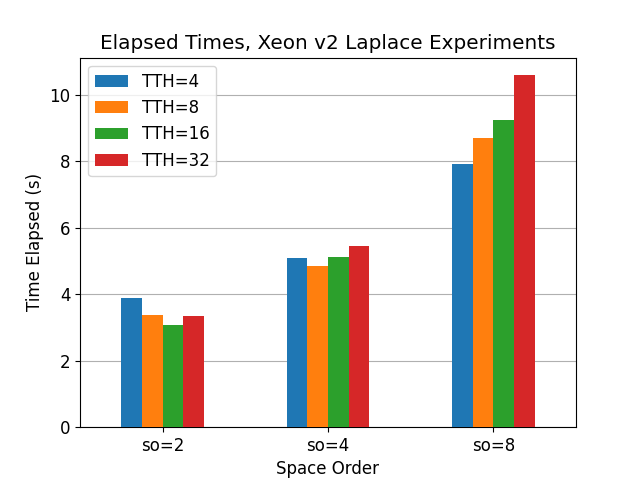 Elapsed Times, Xeon v2 Laplace Experiments
TTH=4
TTH=8
TTH=16
TTH=32
Time Elapsed (s)
10
8
6
4
2
0
so=2 so=4 so=8
Space Order